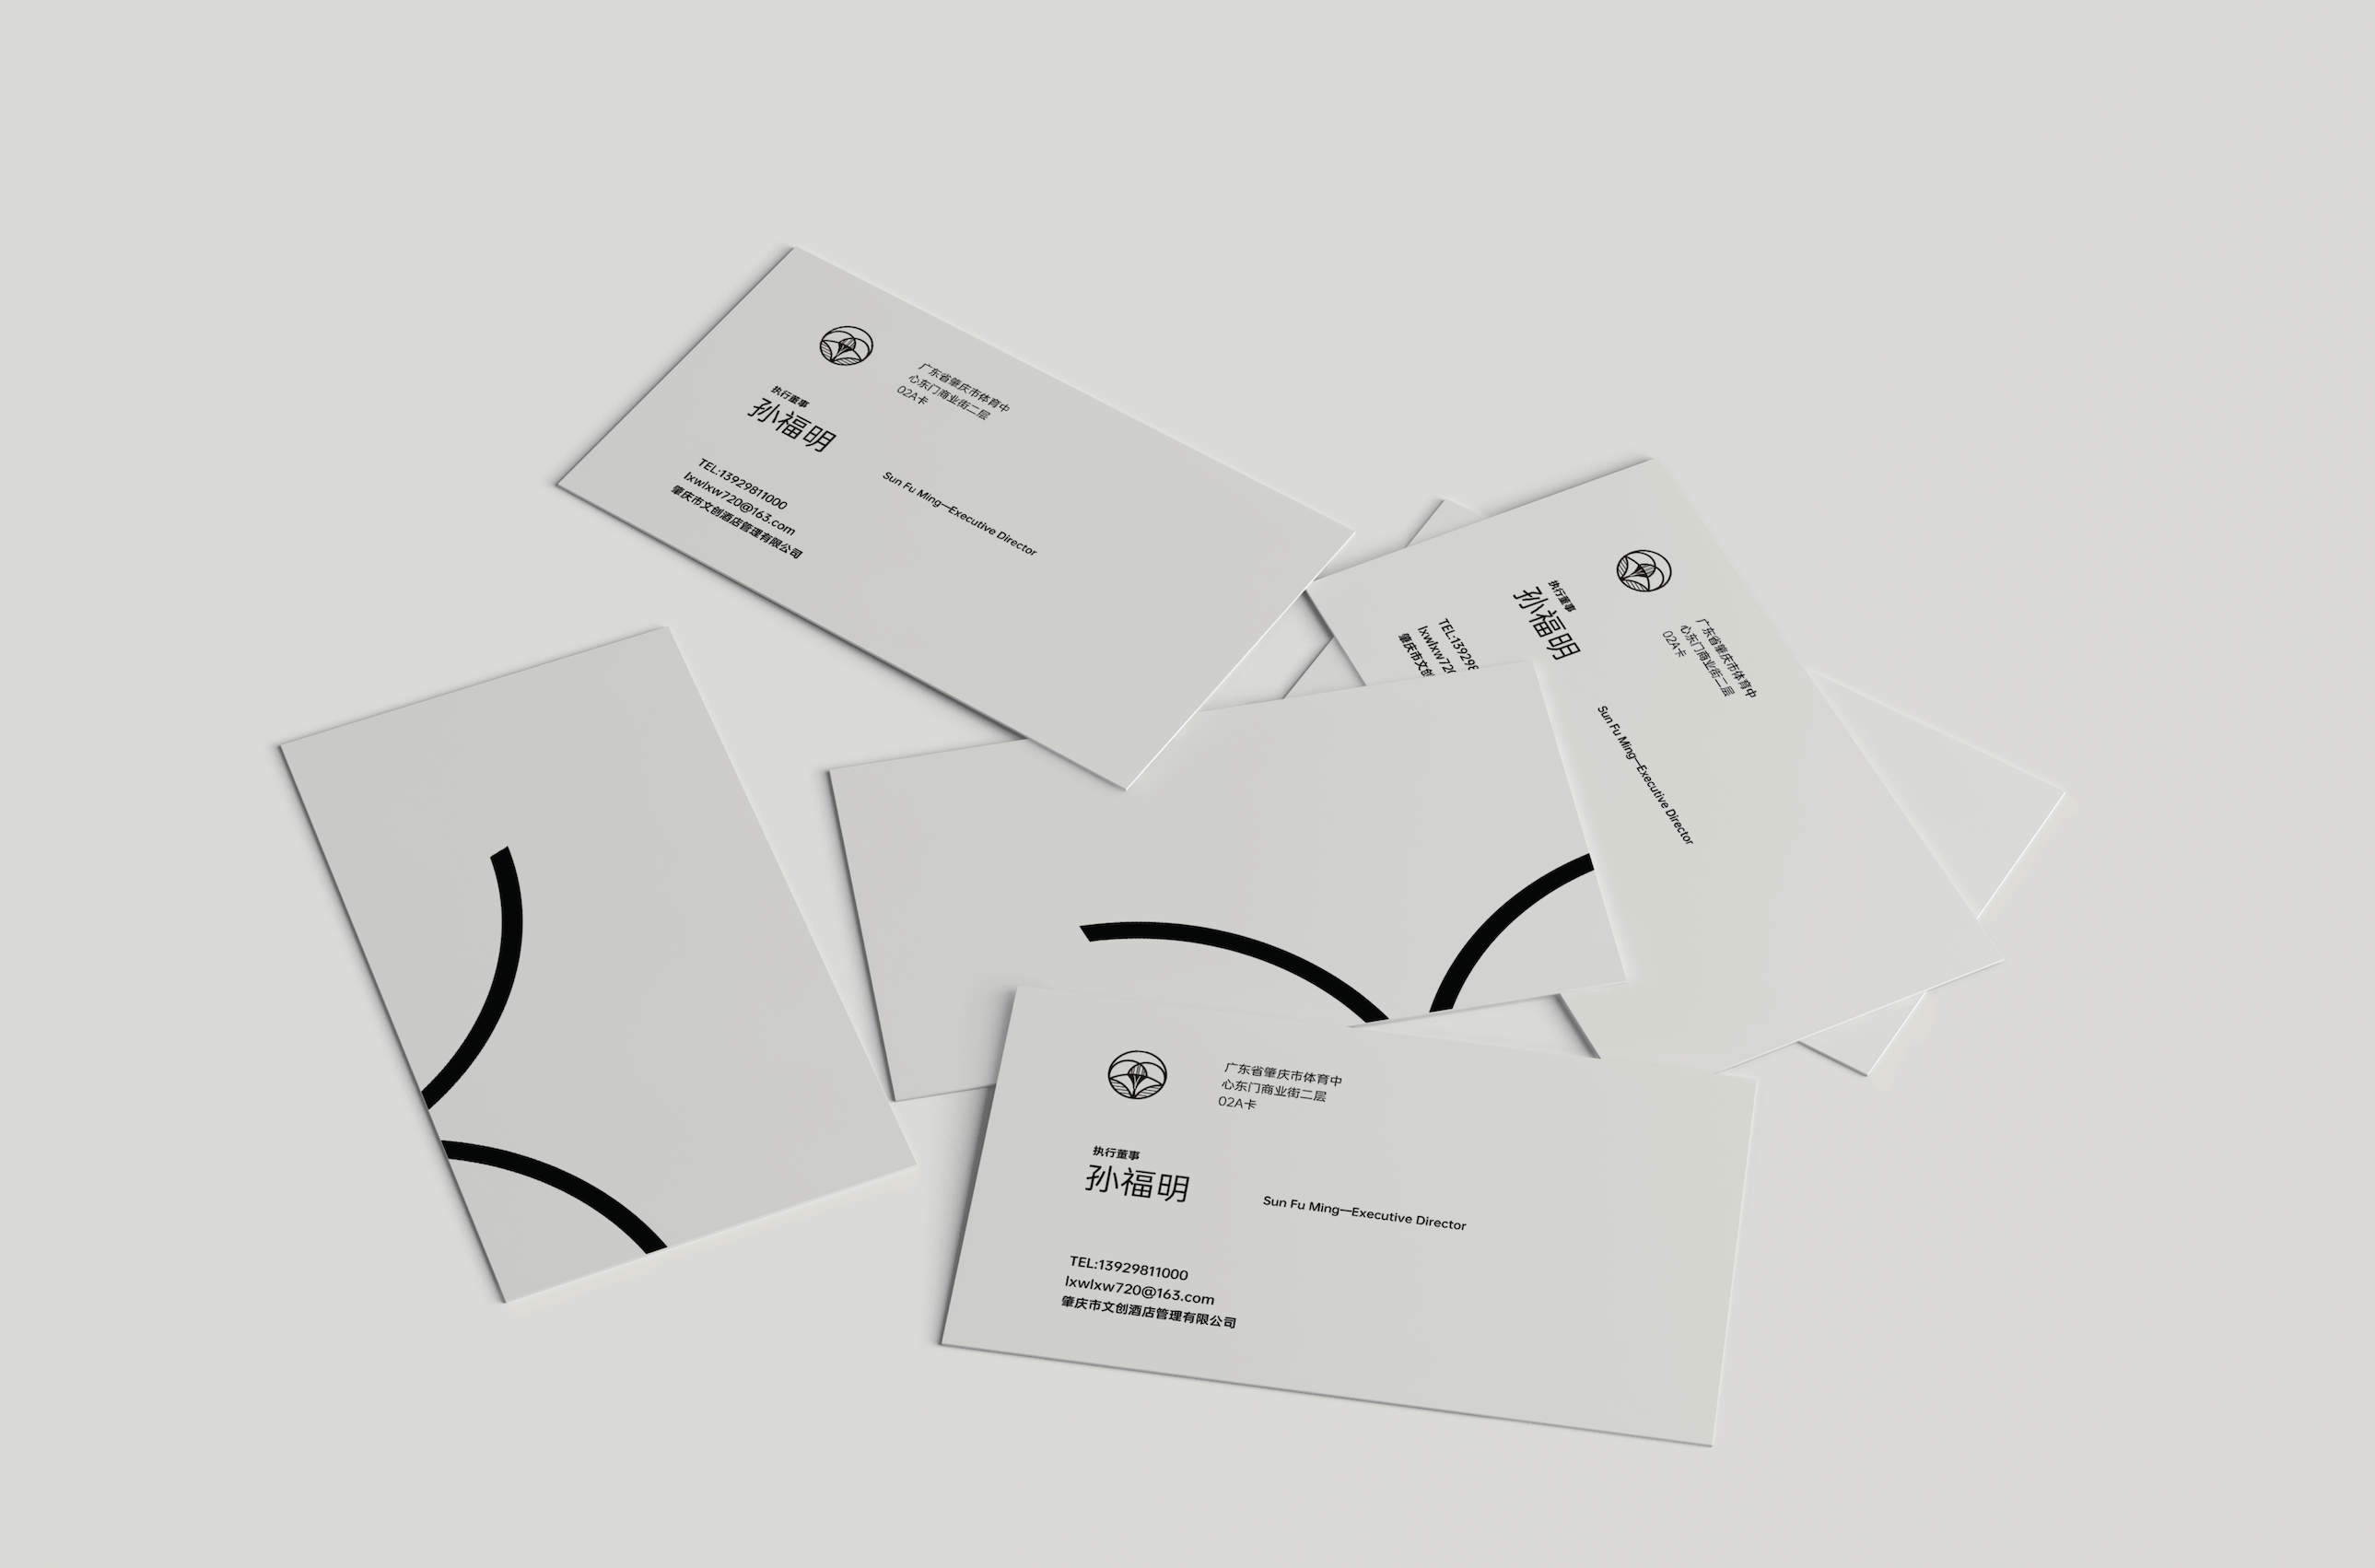 广东省肇庆市体育中
心东门商业街二层
02A卡
执行董事
孙福明
Sun Fu Ming—Executive Director
TEL:13929811000
lxwlxw720@163.com
肇庆市文创酒店管理有限公司
广东省肇庆市体育中
心东门商业街二层
02A卡
执行董事
孙福明
Sun Fu Ming—Executive Director
TEL:13929
lxwlxw72
肇庆市文创
广东省肇庆市体育中
心东门商业街二层
02A卡
执行董事
孙福明
Sun Fu Ming—Executive Director
TEL:13929811000
lxwlxw720@163.com
肇庆市文创酒店管理有限公司